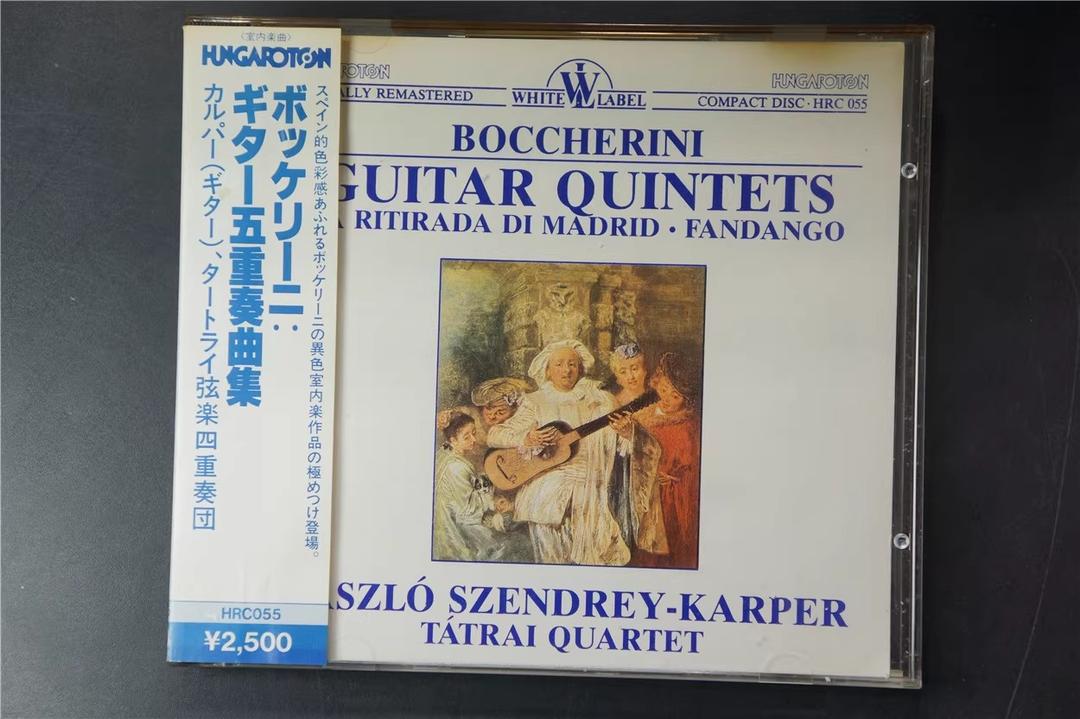 〈室内楽曲〉
HUNGAROTON
スペイン的色彩感あふれるボッケリーニの異色室内楽作品の極めつけ登場。
ボッケリーニ:
ギター五重奏曲集
カルパー(ギター)、タートライ弦楽四重奏団
HRC055
¥2,500
ROTON
WL
HUNGAROTON
ALLY REMASTERED
WHITE LABEL
COMPACT DISC · HRC 055
BOCCHERINI
GUITAR QUINTETS
A RITIRADA DI MADRID · FANDANGO
ÁSZLÓ SZENDREY-KARPER
TÁTRAI QUARTET